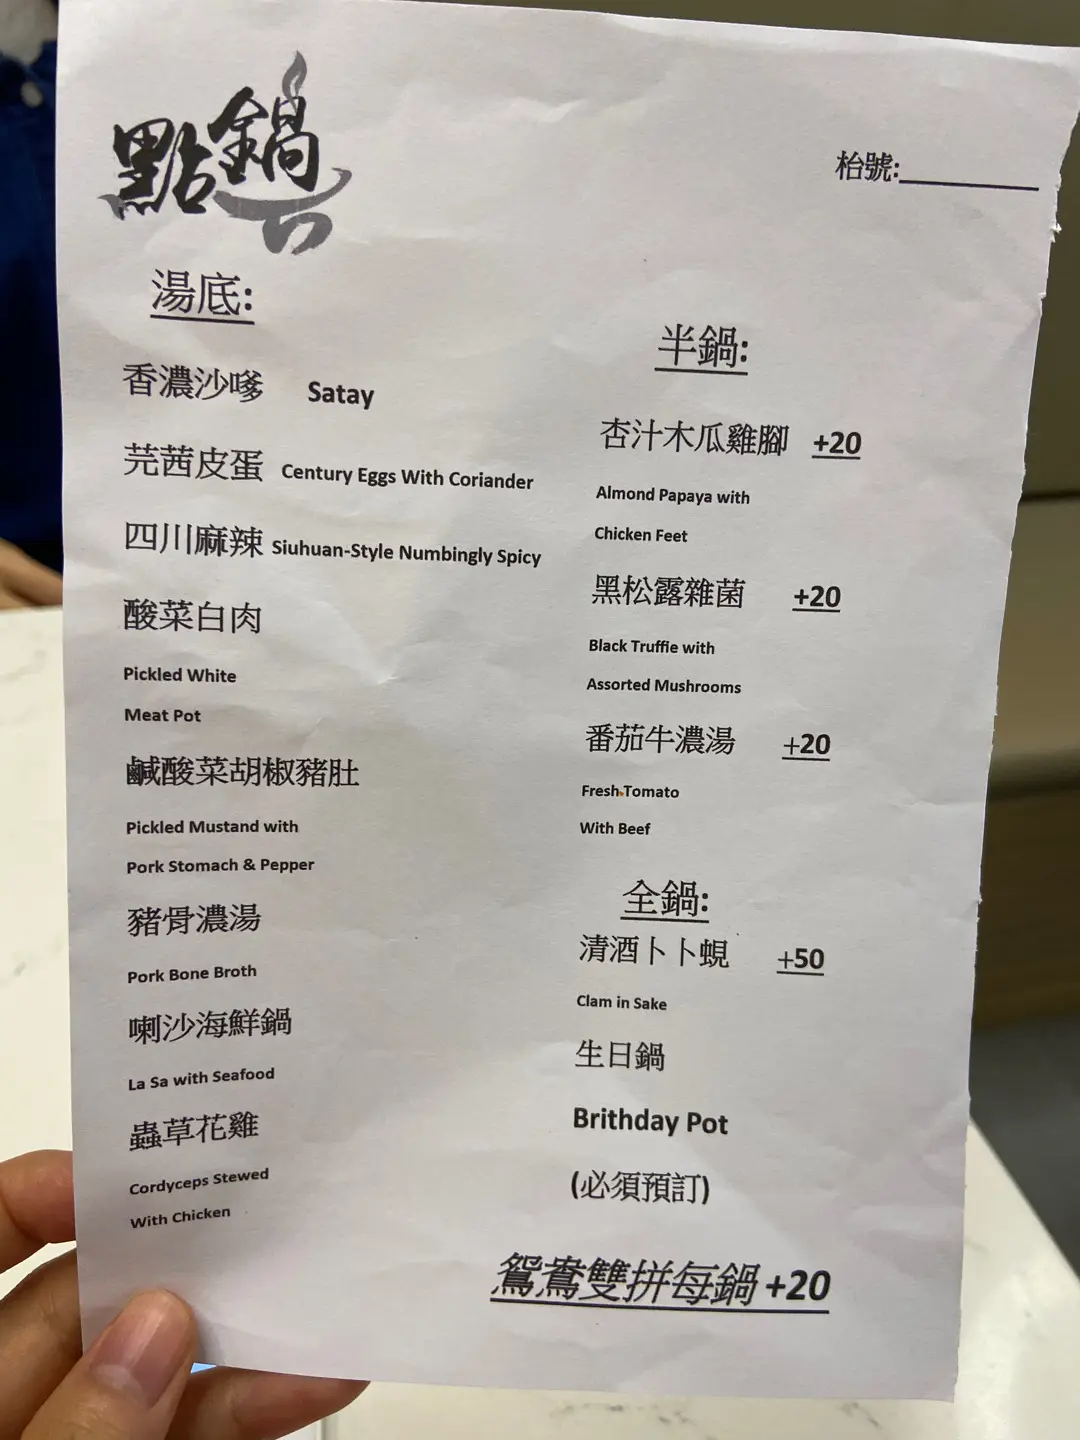 點鍋
枱號:
湯底:
香濃沙嗲 Satay
芫茜皮蛋 Century Eggs With Coriander
四川麻辣 Siuhuan-Style Numbingly Spicy
酸菜白肉
Pickled White
Meat Pot
鹹酸菜胡椒豬肚
Pickled Mustand with
Pork Stomach & Pepper
豬骨濃湯
Pork Bone Broth
喇沙海鮮鍋
La Sa with Seafood
蟲草花雞
Cordyceps Stewed
With Chicken
半鍋:
杏汁木瓜雞腳 +20
Almond Papaya with
Chicken Feet
黑松露雜菌 +20
Black Truffie with
Assorted Mushrooms
番茄牛濃湯 +20
Fresh Tomato
With Beef
全鍋:
清酒卜卜蜆 +50
Clam in Sake
生日鍋
Brithday Pot
(必須預訂)
鴛鴦雙拼每鍋 +20